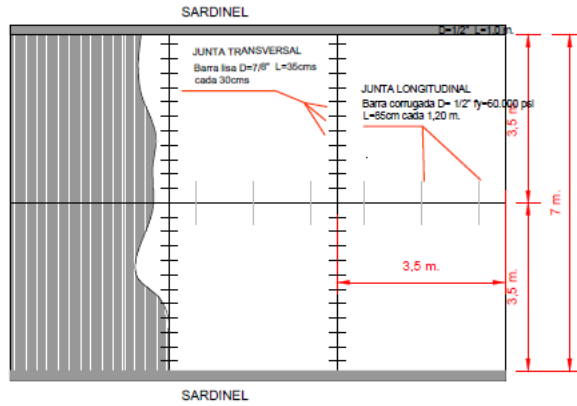 SARDINEL
D=1/2" L=1.0 m.
JUNTA TRANSVERSAL
Barra lisa D=7/8" L=35cms
cada 30cms
JUNTA LONGITUDINAL
Barra corrugada D= 1/2" fy=60.000 psi
L=85cm cada 1,20 m.
3,5 m.
7 m.
3,5 m.
3,5 m.
SARDINEL